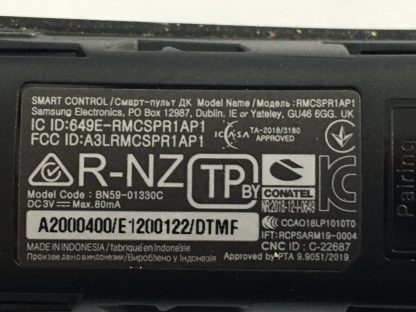 SMART CONTROL / Смарт-пульт ДК Model Name / Модель: RMCSPR1AP1
Samsung Electronics, PO Box 12987, Dublin. IE or Yateley, GU46 6GG. UK
IC ID:649E-RMCSPR1AP1
FCC ID:A3LRMCSPR1AP1
ICASA TA-2018/3180
APPROVED
R-NZ
TP BY
CONATEL
NR:2018-12-I-0649
Model Code : BN59-01330C
DC 3V Max. 80mA
CCAO18LP1010T0
A2000400/E1200122/DTMF
IFT: RCPSARM19-0004
MADE IN INDONESIA / fabriqué en Indonésie
CNC ID : C-22687
Произведено в Индонезии / Вироблено у Індонезія
Approved by PTA 9.9051/2019
Pairing